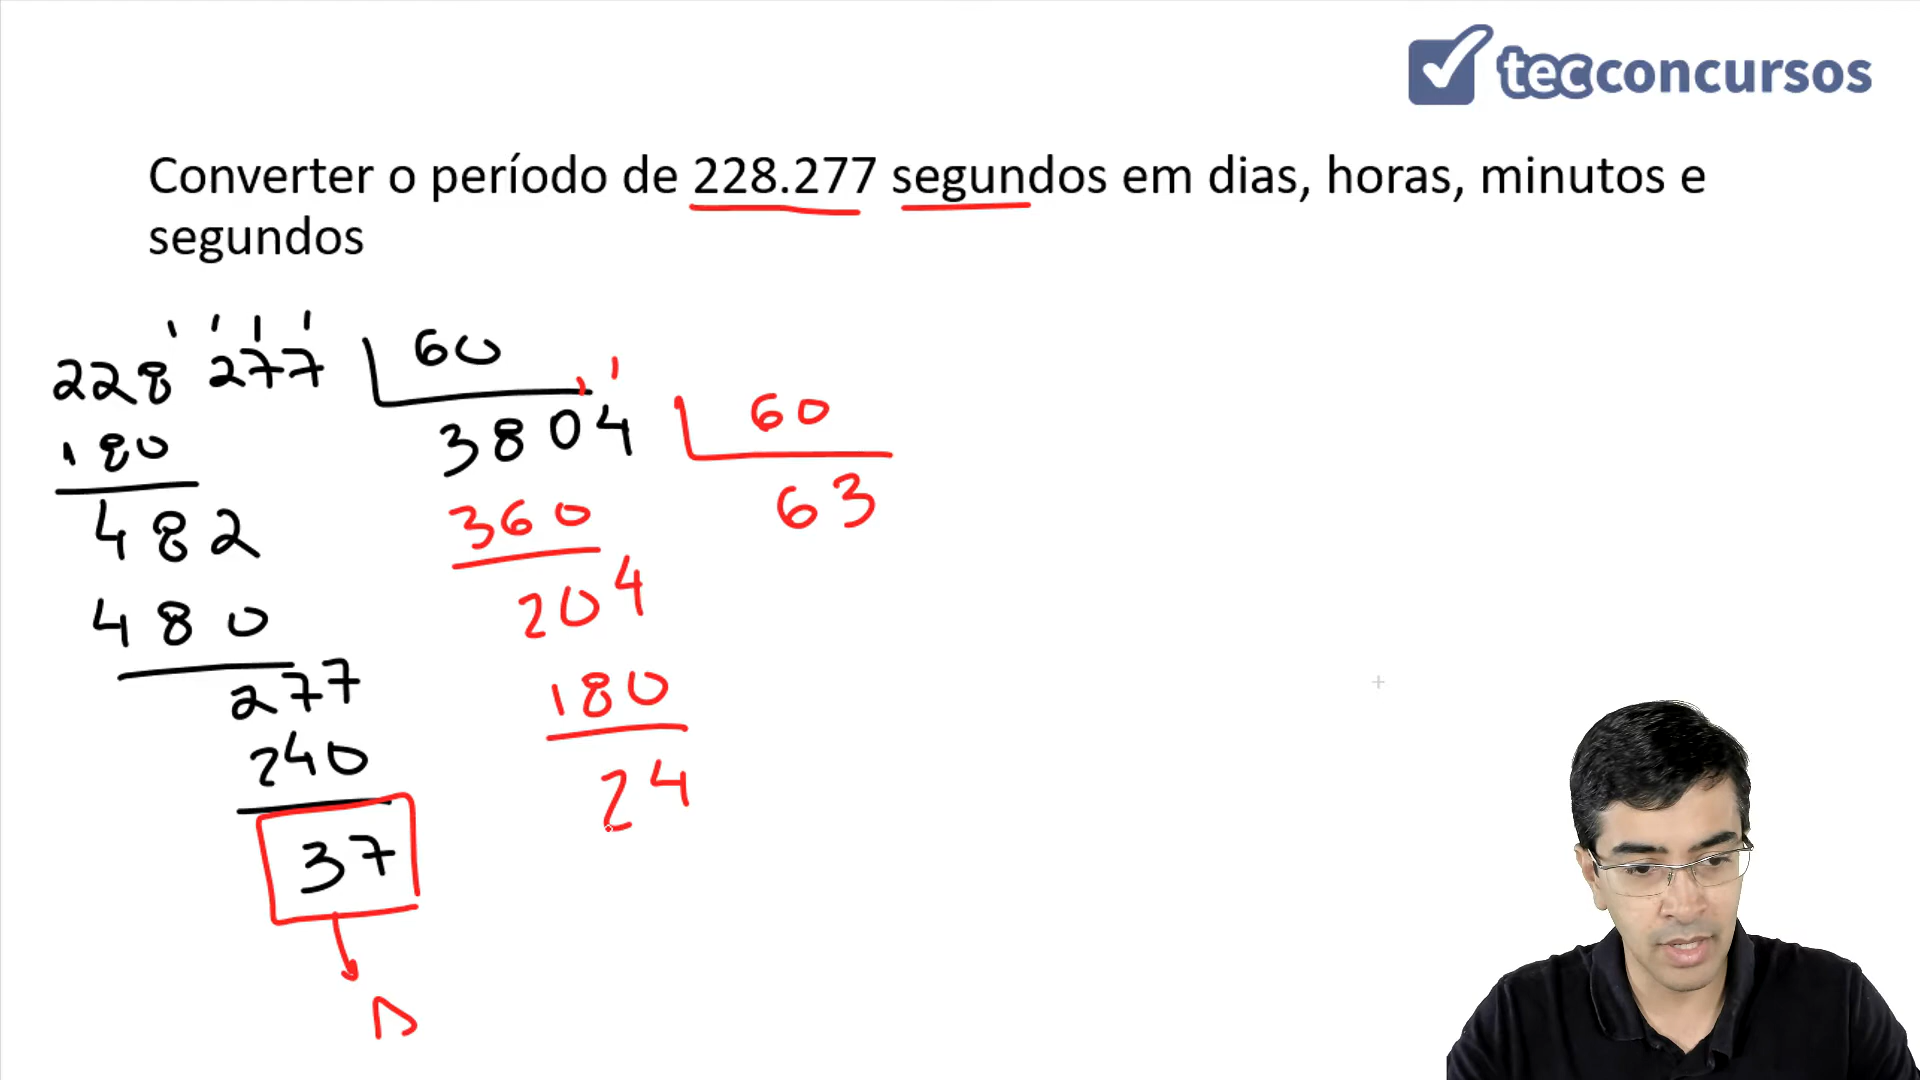 tecconcursos
Converter o período de 228.277 segundos em dias, horas, minutos e
segundos
228 277 60
180 3804 60
482 360 63
480 204
277 180
240 24
37
s